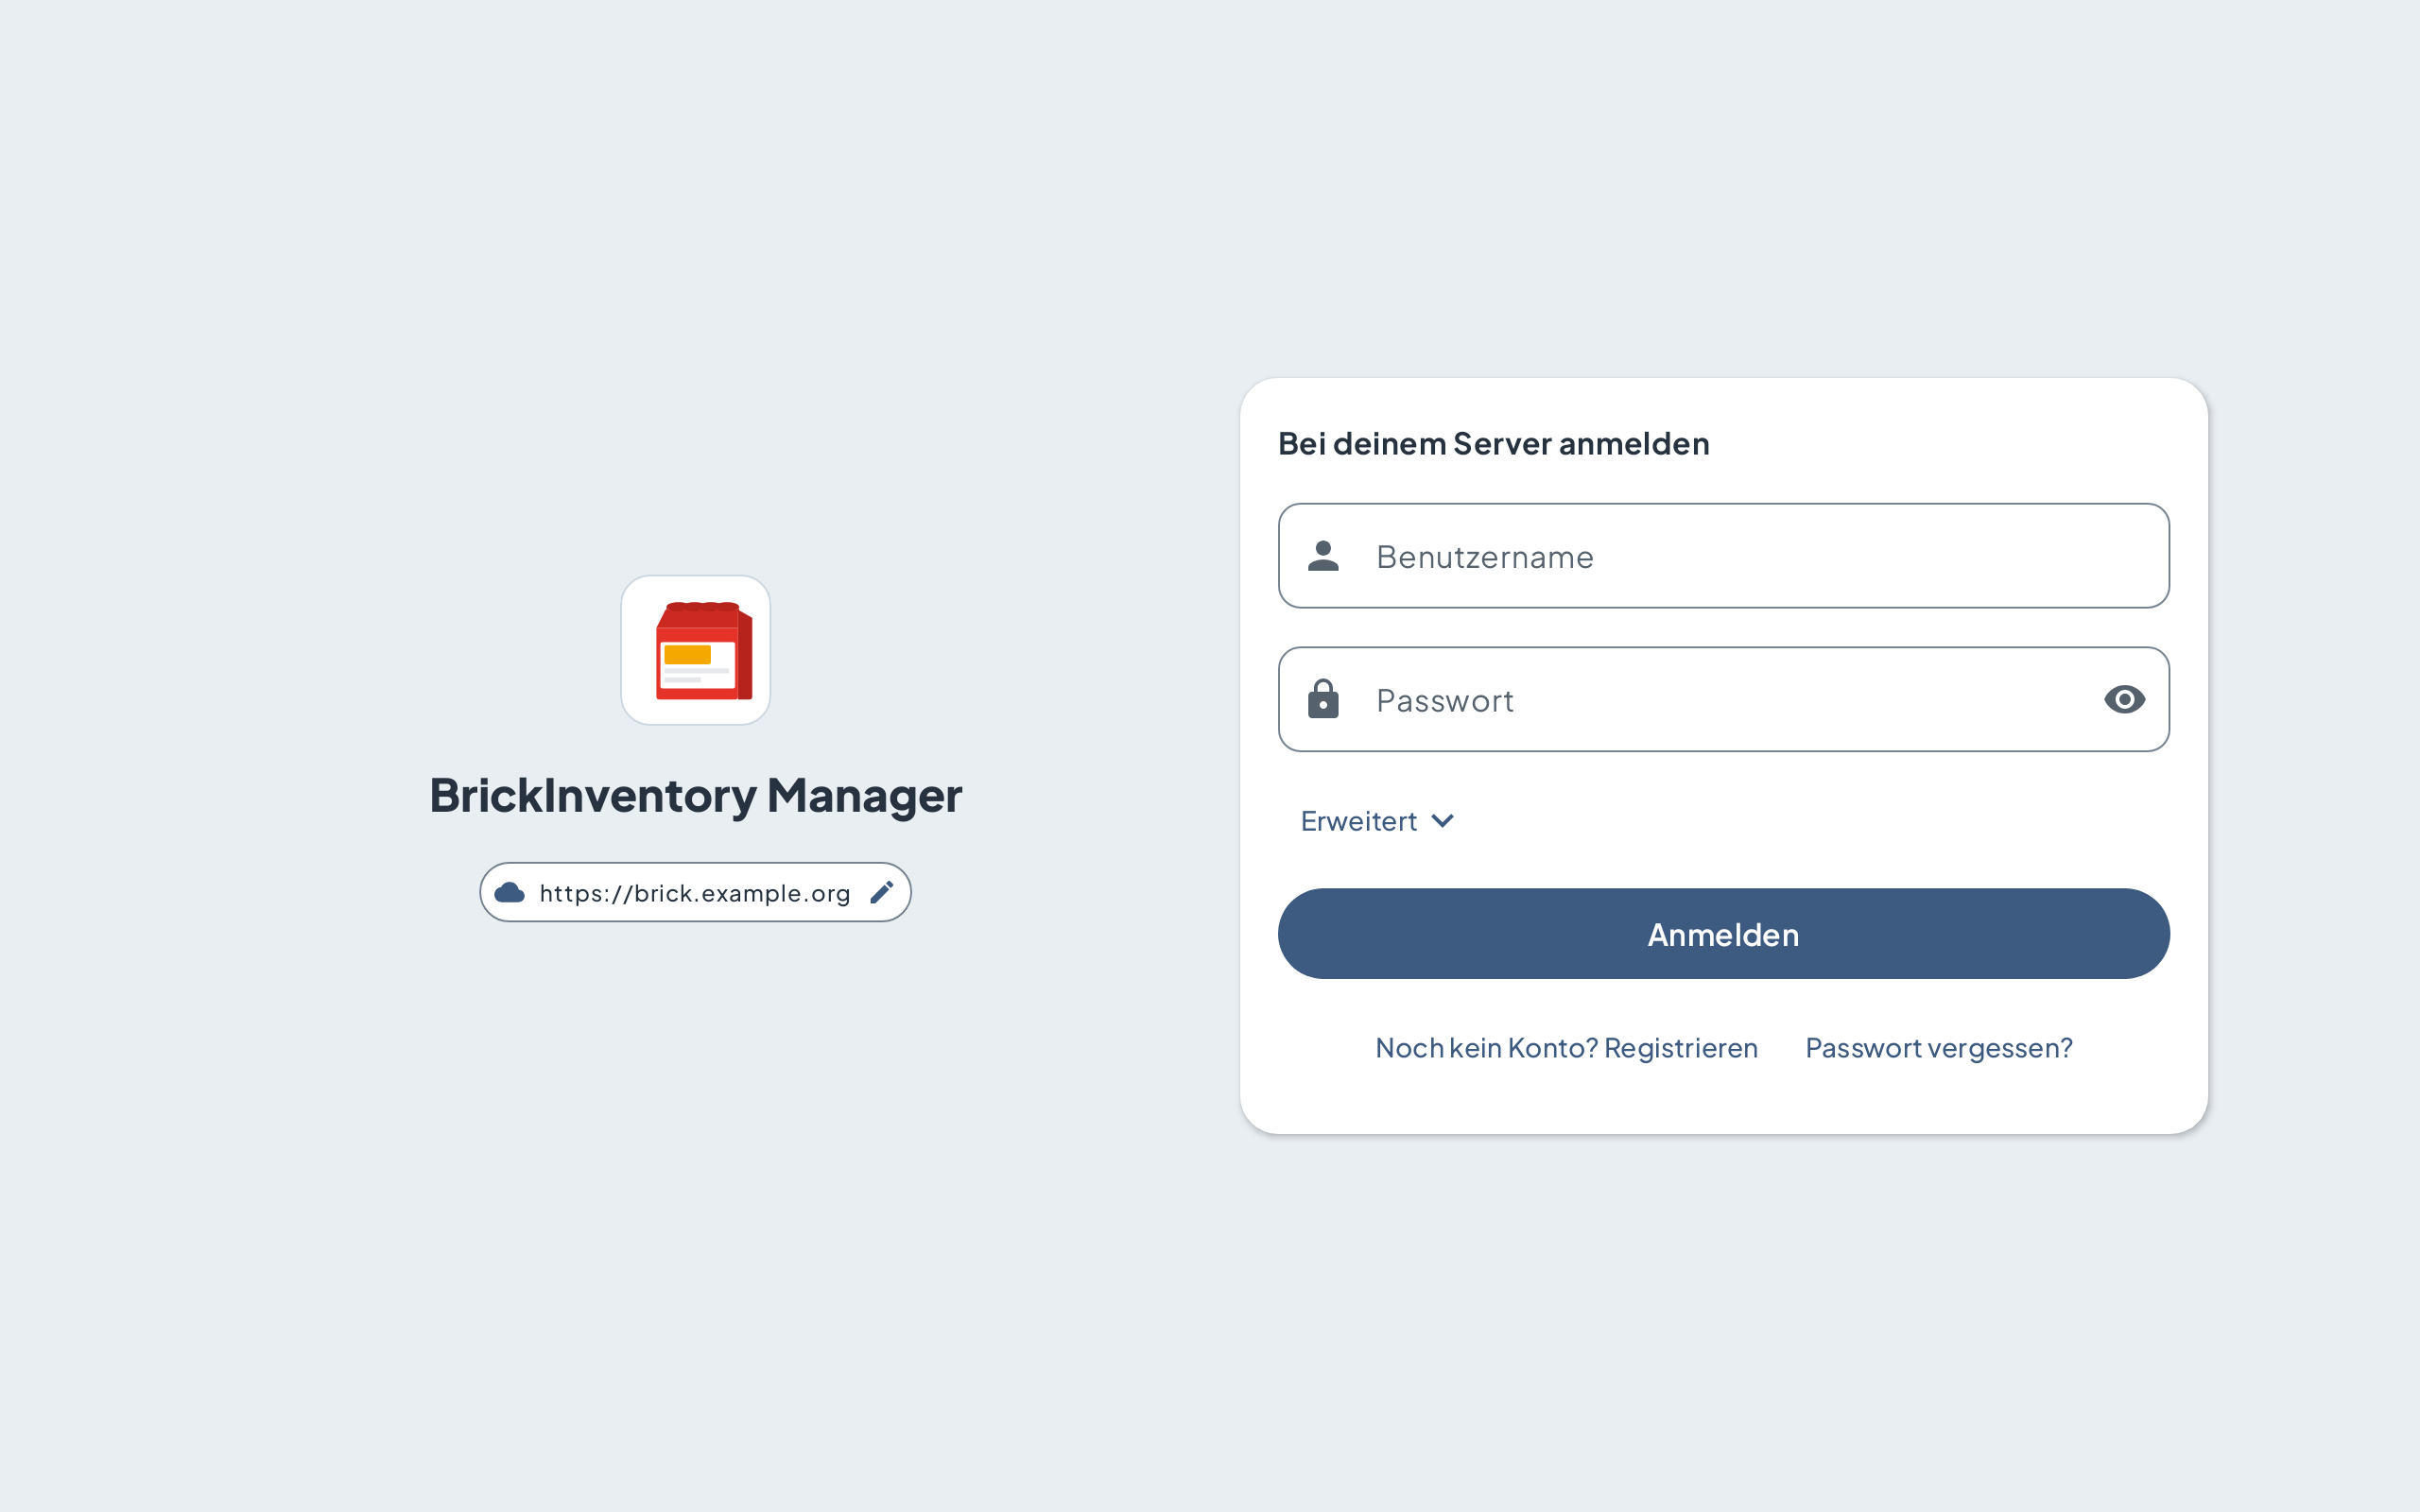 BrickInventory Manager
https://brick.example.org
Bei deinem Server anmelden
Benutzername
Passwort
Erweitert
Anmelden
Noch kein Konto? Registrieren
Passwort vergessen?